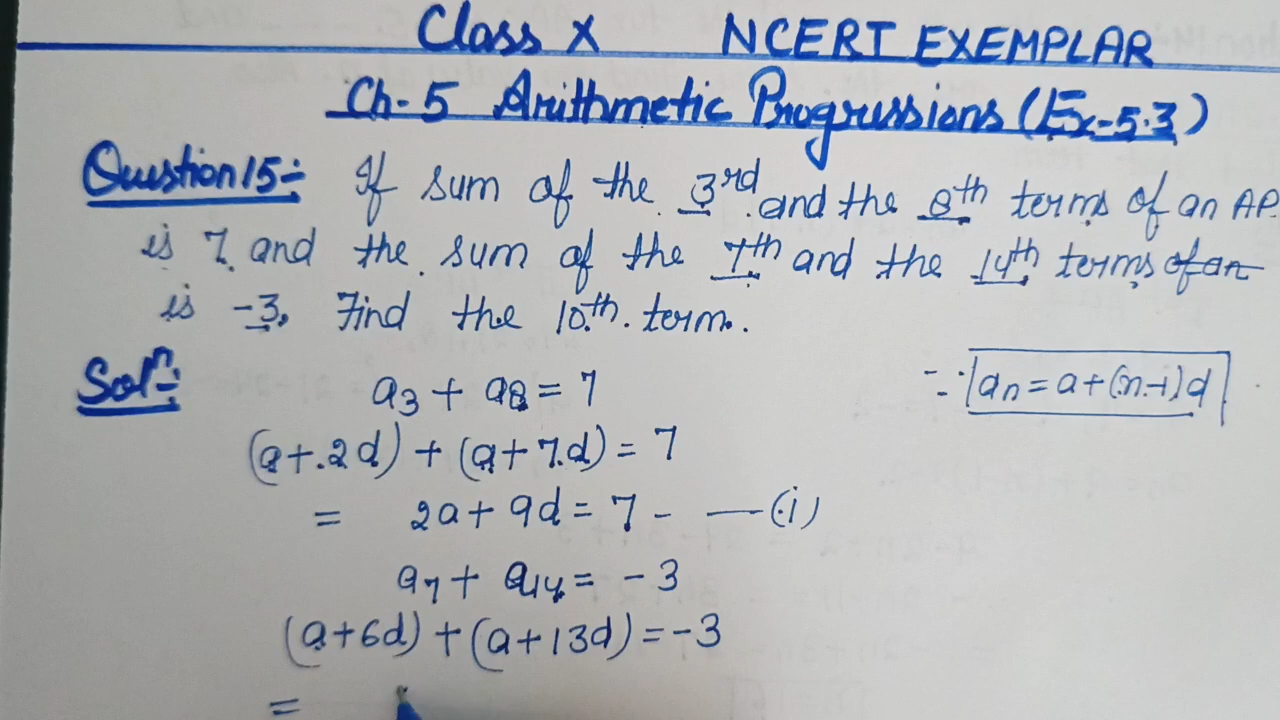 Class X NCERT EXEMPLAR
Ch-5 Arithmetic Progressions (Ex-5.3)
Question 15:- If sum of the 3rd and the 8th terms of an AP
is 7 and the sum of the 7th and the 14th terms of an
is -3, Find the 10th term.
Solⁿ:- a₃ + a₈ = 7 ∵ aₙ = a+(n-1)d
(a+2d) + (a+7d) = 7
= 2a + 9d = 7 - —(i)
a₇ + a₁₄ = -3
(a+6d) + (a+13d) = -3
=